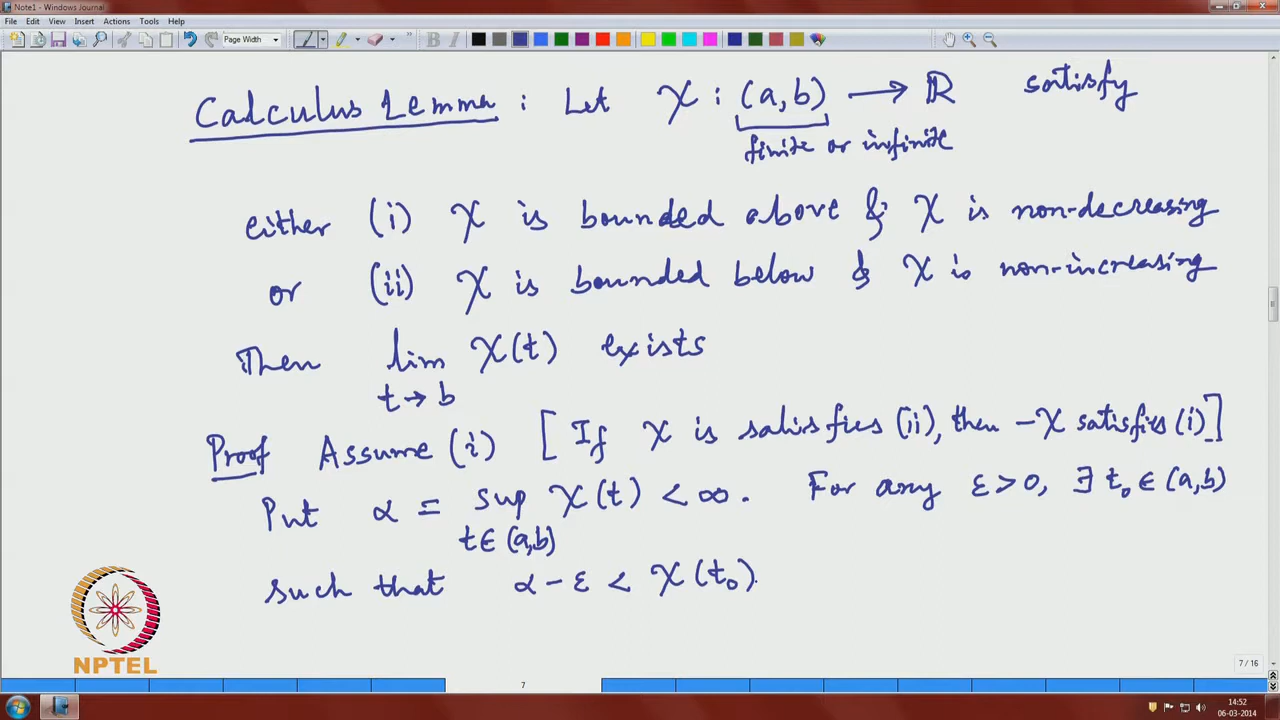 Note1 - Windows Journal
File Edit View Insert Actions Tools Help
Page Width
B I
Calculus Lemma : Let χ : (a,b) → ℝ satisfy
finite or infinite
either (i) χ is bounded above & χ is non-decreasing
or (ii) χ is bounded below & χ is non-increasing
Then lim χ(t) exists
t → b
Proof Assume (i) [If χ is satisfies (ii), then -χ satisfies (i)]
Put α = sup χ(t) < ∞. For any ε > 0, ∃ t₀ ∈ (a,b)
t ∈ (a,b)
such that α - ε < χ(t₀).
NPTEL
7 / 16
7
14:52
06-03-2014